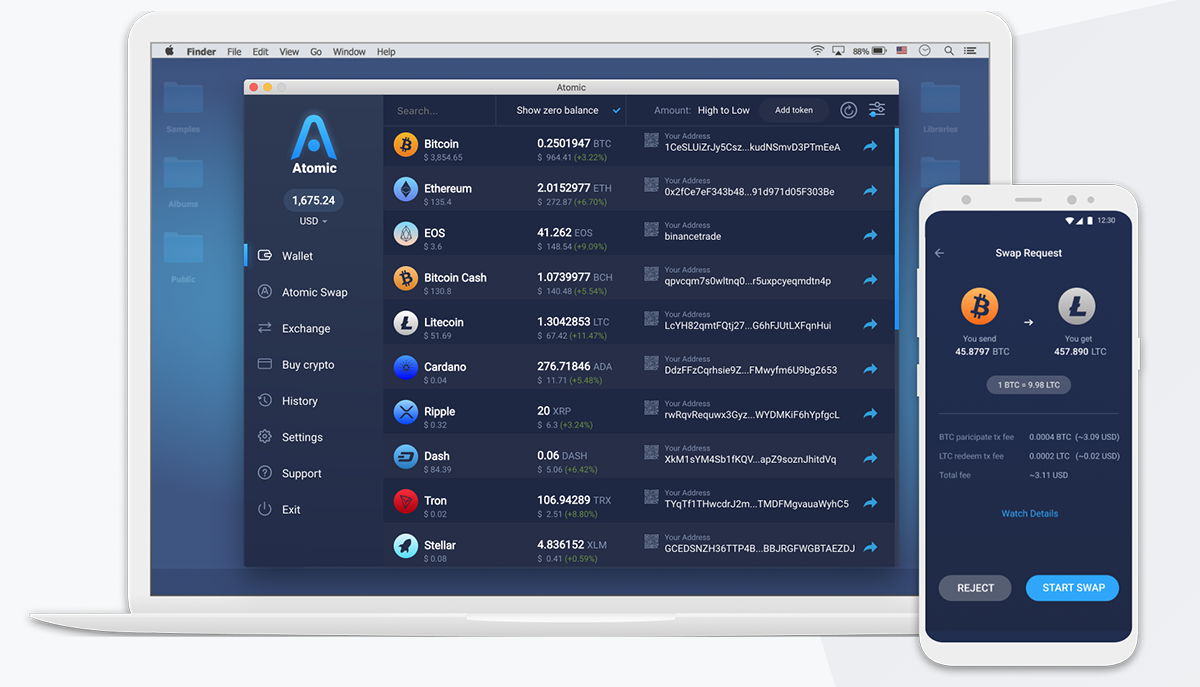 Finder File Edit View Go Window Help 88%
Samples
Albums
Public
Libraries
Atomic
Atomic
1,675.24
USD
Wallet
Atomic Swap
Exchange
Buy crypto
History
Settings
Support
Exit
Search... Show zero balance Amount: High to Low Add token
Bitcoin 0.2501947 BTC Your Address
$ 3,854.65 $ 964.41 (+3.22%) 1CeSLUiZrJy5Csz...kudNSmvD3PTmEeA
Ethereum 2.0152977 ETH Your Address
$ 135.4 $ 272.87 (+6.70%) 0x2fCe7eF343b48...91d971d05F303Be
EOS 41.262 EOS Your Address
$ 3.6 $ 148.54 (+9.09%) binancetrade
Bitcoin Cash 1.0739977 BCH Your Address
$ 130.8 $ 140.48 (+5.54%) qpvcqm7s0wltnq0...r5uxpcyeqmdtn4p
Litecoin 1.3042853 LTC Your Address
$ 51.69 $ 67.42 (+11.47%) LcYH82qmtFQtj27...G6hFJUtLXFqnHui
Cardano 276.71846 ADA Your Address
$ 0.04 $ 11.71 (+5.48%) DdzFFzCqrhsie9Z...FMwyfm6U9bg2653
Ripple 20 XRP Your Address
$ 0.32 $ 6.3 (+3.24%) rwRqvRequwx3Gyz...WYDMKiF6hYpfgcL
Dash 0.06 DASH Your Address
$ 84.39 $ 5.06 (+6.42%) XkM1sYM4Sb1fKQV...apZ9soznJhitdVq
Tron 106.94289 TRX Your Address
$ 0.02 $ 2.51 (+8.80%) TYqTf1THwcdrJ2m...TMDFMgvauaWyhC5
Stellar 4.836152 XLM Your Address
$ 0.08 $ 0.41 (+0.59%) GCEDSNZH36TTP4B...BBJRGFWGBTAEZDJ
12:30
Swap Request
You send You get
45.8797 BTC 457.890 LTC
1 BTC = 9.98 LTC
BTC paricipate tx fee 0.0004 BTC (~3.09 USD)
LTC redeem tx fee 0.0002 LTC (~0.02 USD)
Total fee ~3.11 USD
Watch Details
REJECT START SWAP